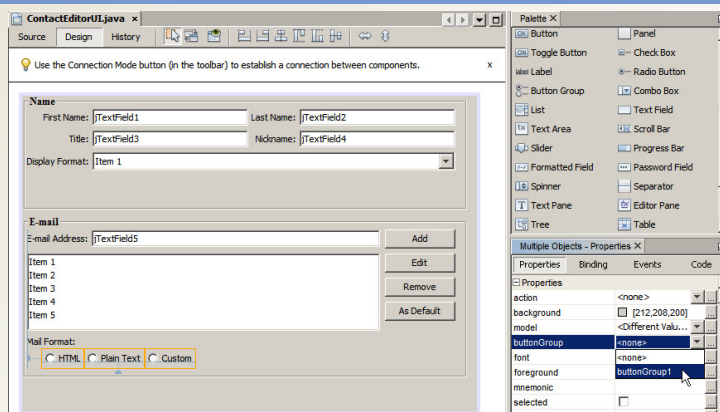 ContactEditorUI.java ×
Source Design History
Use the Connection Mode button (in the toolbar) to establish a connection between components. x
Name
First Name: jTextField1 Last Name: jTextField2
Title: jTextField3 Nickname: jTextField4
Display Format: Item 1
E-mail
E-mail Address: jTextField5 Add
Item 1 Edit
Item 2
Item 3 Remove
Item 4
Item 5 As Default
Mail Format:
HTML Plain Text Custom
Palette ×
OK Button Panel
ON Toggle Button Check Box
label Label Radio Button
Button Group Combo Box
List Text Field
Text Area Scroll Bar
Slider Progress Bar
Formatted Field Password Field
Spinner Separator
T Text Pane Editor Pane
Tree Table
Multiple Objects - Properties ×
Properties Binding Events Code
Properties
action <none> ...
background [212,208,200] ...
model <Different Valu... ...
buttonGroup <none> ...
font <none> ...
foreground buttonGroup1 ...
mnemonic ...
selected ...